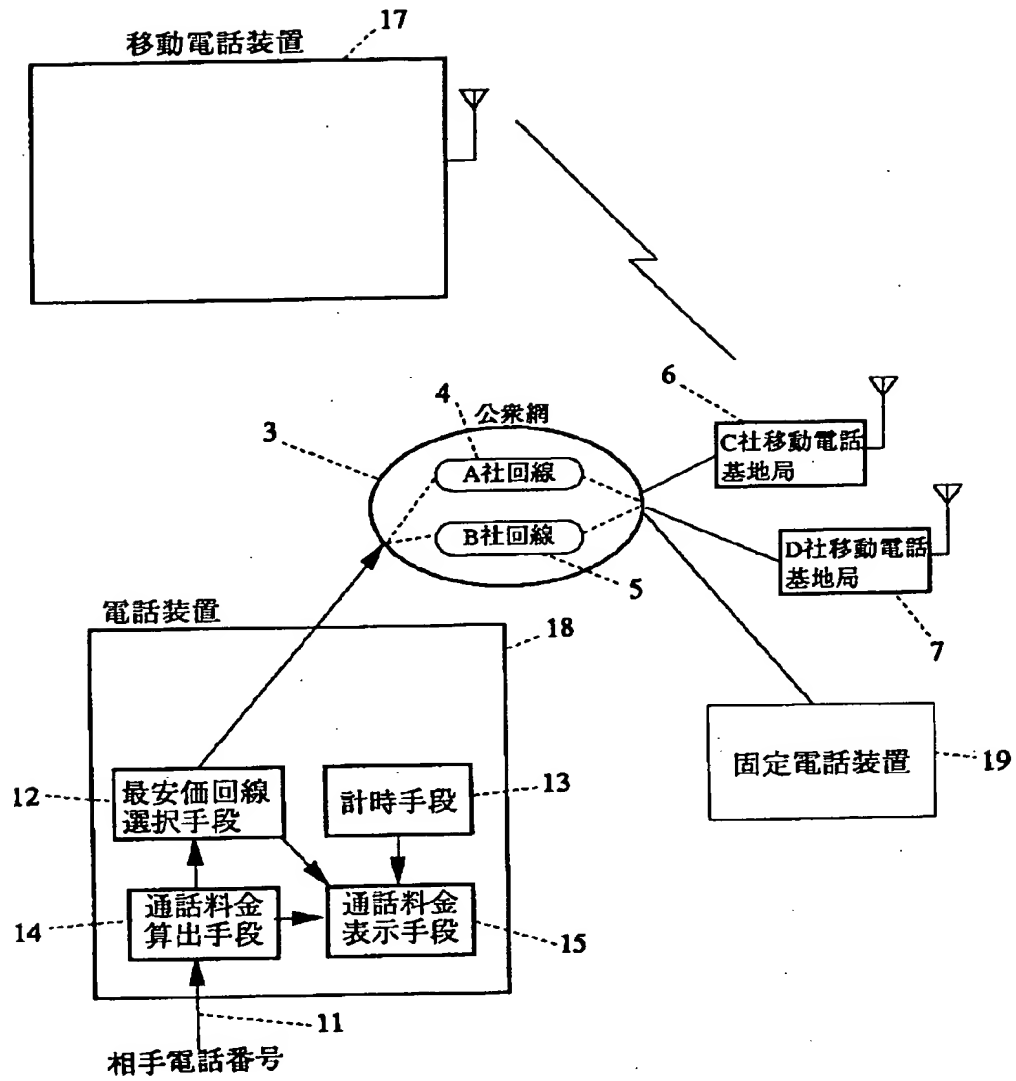 17
移動電話装置
6
4
公衆網
3
A社回線
C社移動電話
基地局
B社回線
D社移動電話
基地局
5
7
電話装置
18
固定電話装置
19
12
最安価回線
選択手段
計時手段
13
14
通話料金
算出手段
通話料金
表示手段
15
11
相手電話番号